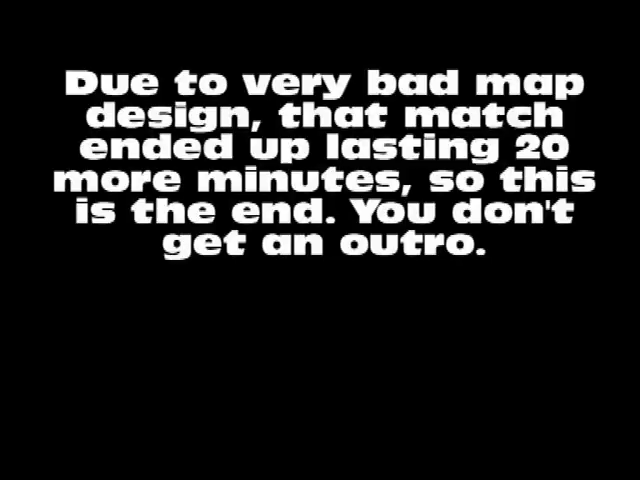 Due to very bad map
design, that match
ended up lasting 20
more minutes, so this
is the end. You don't
get an outro.